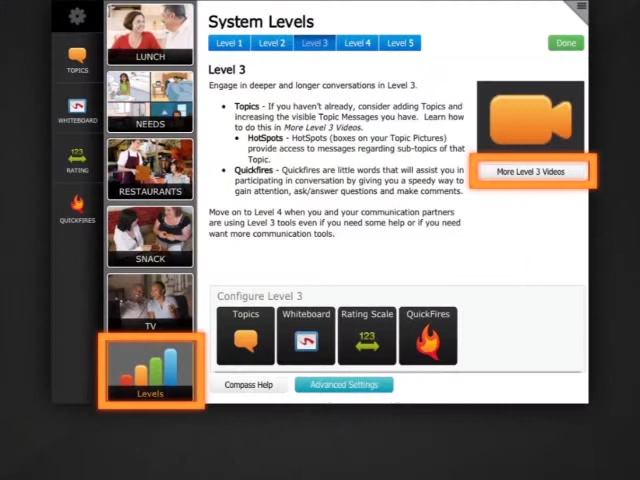 System Levels
Level 1
Level 2
Level 3
Level 4
Level 5
Done
Level 3
Engage in deeper and longer conversations in Level 3.
• Topics - If you haven't already, consider adding Topics and
increasing the visible Topic Messages you have. Learn how
to do this in More Level 3 Videos.
• HotSpots - HotSpots (boxes on your Topic Pictures)
provide access to messages regarding sub-topics of that
Topic.
• Quickfires - Quickfires are little words that will assist you in
participating in conversation by giving you a speedy way to
gain attention, ask/answer questions and make comments.
Move on to Level 4 when you and your communication partners
are using Level 3 tools even if you need some help or if you need
want more communication tools.
More Level 3 Videos
Configure Level 3
Topics
Whiteboard
Rating Scale
123
QuickFires
Compass Help
Advanced Settings
TOPICS
WHITEBOARD
123
RATING
QUICKFIRES
LUNCH
NEEDS
RESTAURANTS
SNACK
TV
Levels